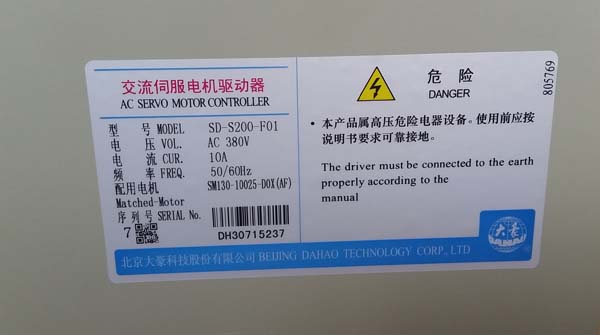 交流伺服电机驱动器
AC SERVO MOTOR CONTROLLER
型 号 MODEL SD-S200-F01
电 压 VOL. AC 380V
电 流 CUR. 10A
频 率 FREQ. 50/60Hz
配用电机 SM130-10025-D0X(AF)
Matched-Motor
序列号 SERIAL No.
7
DH30715237
危 险
DANGER
805769
· 本产品属高压危险电器设备。使用前应按
说明书要求可靠接地。
The driver must be connected to the earth
properly according to the
manual
大豪
北京大豪科技股份有限公司 BEIJING DAHAO TECHNOLOGY CORP., LTD